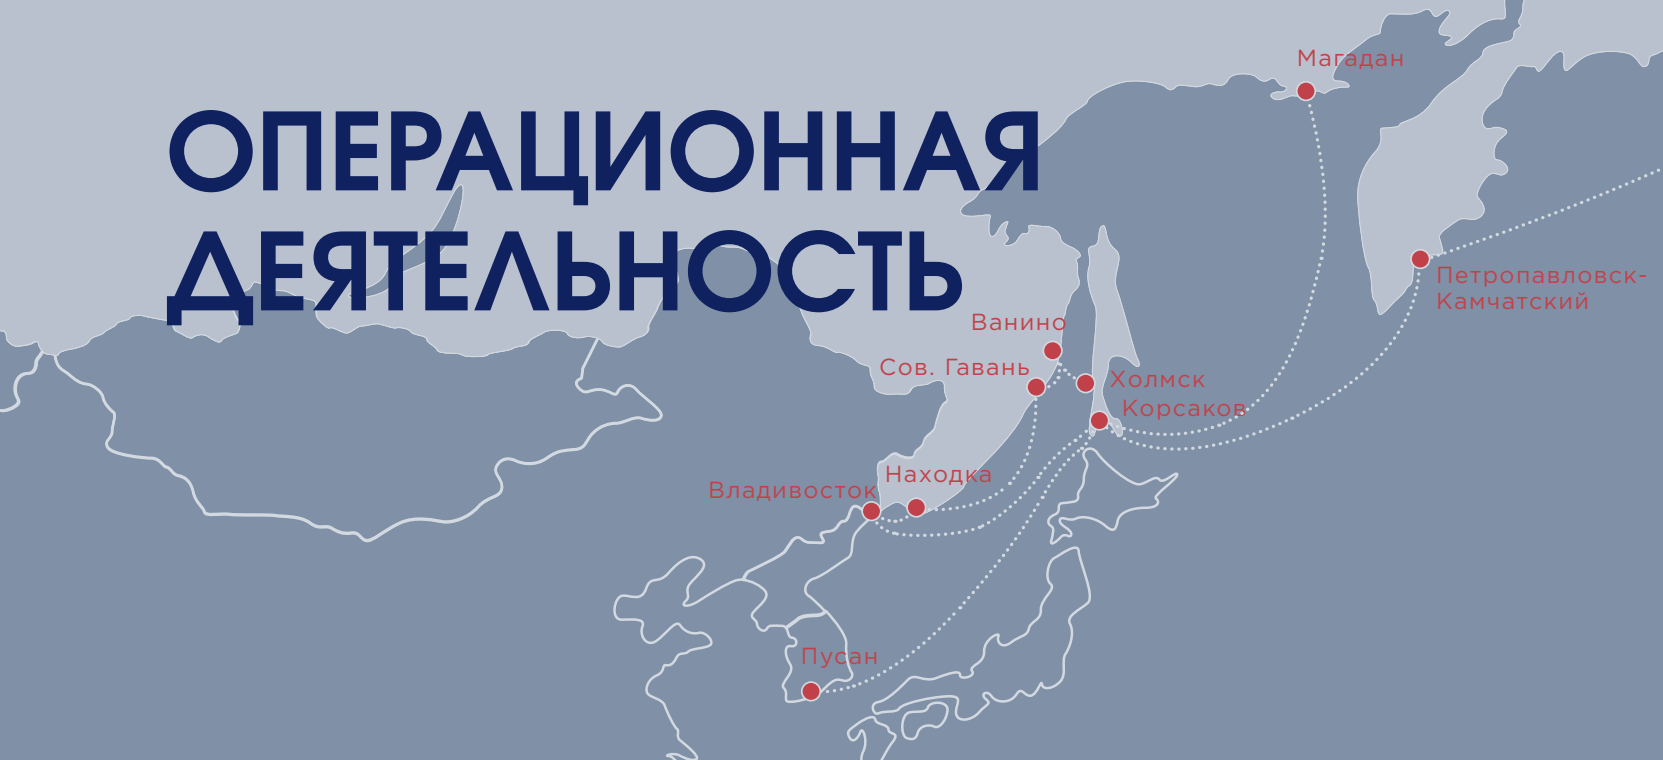 ОПЕРАЦИОННАЯ
ДЕЯТЕЛЬНОСТЬ
Магадан
Петропавловск-
Камчатский
Ванино
Сов. Гавань
Холмск
Корсаков
Находка
Владивосток
Пусан